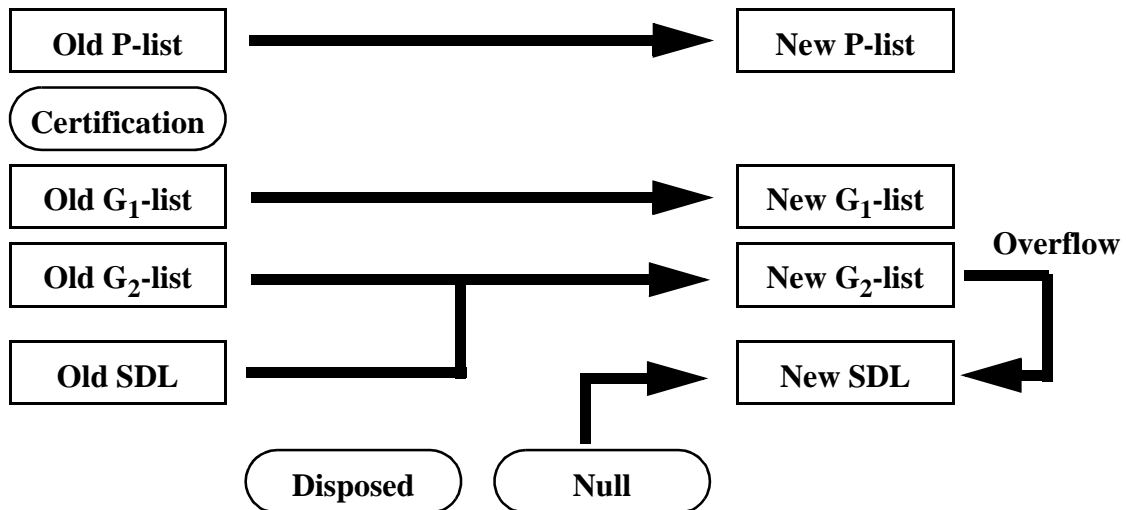 Old P-list
New P-list
Certification
Old G₁-list
New G₁-list
Old G₂-list
New G₂-list
Overflow
Old SDL
New SDL
Disposed
Null